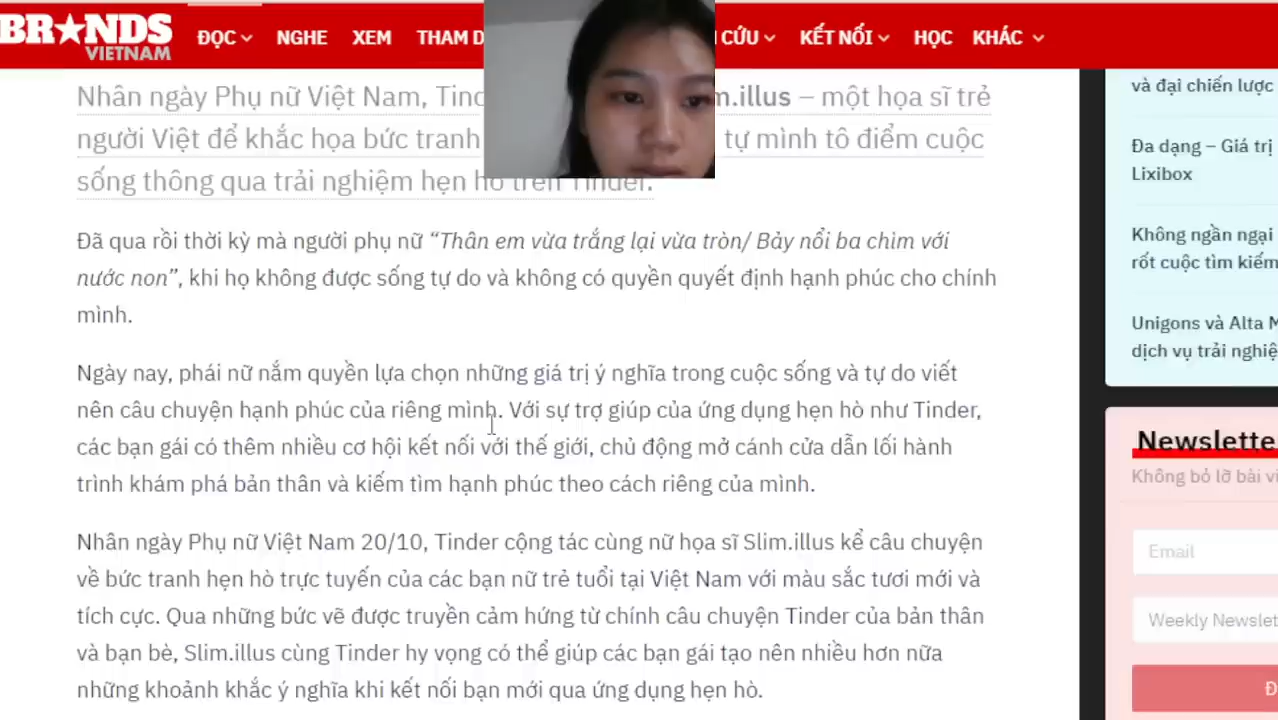 BRANDS
VIETNAM
ĐỌC
NGHE
XEM
THAM
CỨU
KẾT NỐI
HỌC
KHÁC
Nhân ngày Phụ nữ Việt Nam, .illus – một họa sĩ trẻ
người Việt để khắc họa bức tranh tự mình tô điểm cuộc
sống thông qua trải nghiệm hẹn hò trên Tinder.
Đã qua rồi thời kỳ mà người phụ nữ “Thân em vừa trắng lại vừa tròn/ Bảy nổi ba chìm với
nước non”, khi họ không được sống tự do và không có quyền quyết định hạnh phúc cho chính
mình.
Ngày nay, phái nữ nắm quyền lựa chọn những giá trị ý nghĩa trong cuộc sống và tự do viết
nên câu chuyện hạnh phúc của riêng mình. Với sự trợ giúp của ứng dụng hẹn hò như Tinder,
các bạn gái có thêm nhiều cơ hội kết nối với thế giới, chủ động mở cánh cửa dẫn lối hành
trình khám phá bản thân và kiếm tìm hạnh phúc theo cách riêng của mình.
Nhân ngày Phụ nữ Việt Nam 20/10, Tinder cộng tác cùng nữ họa sĩ Slim.illus kể câu chuyện
về bức tranh hẹn hò trực tuyến của các bạn nữ trẻ tuổi tại Việt Nam với màu sắc tươi mới và
tích cực. Qua những bức vẽ được truyền cảm hứng từ chính câu chuyện Tinder của bản thân
và bạn bè, Slim.illus cùng Tinder hy vọng có thể giúp các bạn gái tạo nên nhiều hơn nữa
những khoảnh khắc ý nghĩa khi kết nối bạn mới qua ứng dụng hẹn hò.
và đại chiến lược
Đa dạng – Giá trị
Lixibox
Không ngần ngại
rốt cuộc tìm kiếm
Unigons và Alta
dịch vụ trải
Newslette
Không bỏ lỡ bài
Email
Weekly Newslet